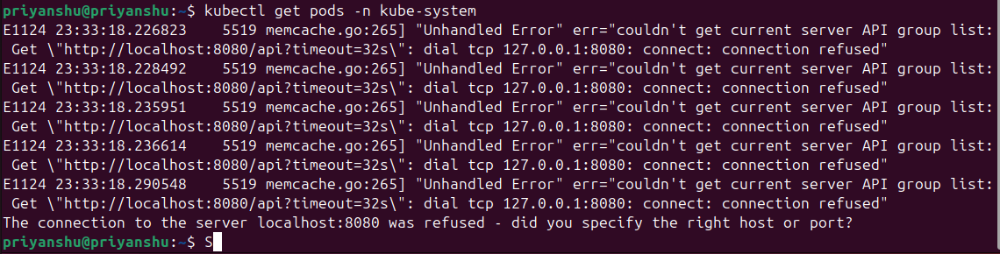 priyanshu@priyanshu:~$ kubectl get pods -n kube-system
E1124 23:33:18.226823    5519 memcache.go:265] "Unhandled Error" err="couldn't get current server API group list:
 Get \"http://localhost:8080/api?timeout=32s\": dial tcp 127.0.0.1:8080: connect: connection refused"
E1124 23:33:18.228492    5519 memcache.go:265] "Unhandled Error" err="couldn't get current server API group list:
 Get \"http://localhost:8080/api?timeout=32s\": dial tcp 127.0.0.1:8080: connect: connection refused"
E1124 23:33:18.235951    5519 memcache.go:265] "Unhandled Error" err="couldn't get current server API group list:
 Get \"http://localhost:8080/api?timeout=32s\": dial tcp 127.0.0.1:8080: connect: connection refused"
E1124 23:33:18.236614    5519 memcache.go:265] "Unhandled Error" err="couldn't get current server API group list:
 Get \"http://localhost:8080/api?timeout=32s\": dial tcp 127.0.0.1:8080: connect: connection refused"
E1124 23:33:18.290548    5519 memcache.go:265] "Unhandled Error" err="couldn't get current server API group list:
 Get \"http://localhost:8080/api?timeout=32s\": dial tcp 127.0.0.1:8080: connect: connection refused"
The connection to the server localhost:8080 was refused - did you specify the right host or port?
priyanshu@priyanshu:~$ S